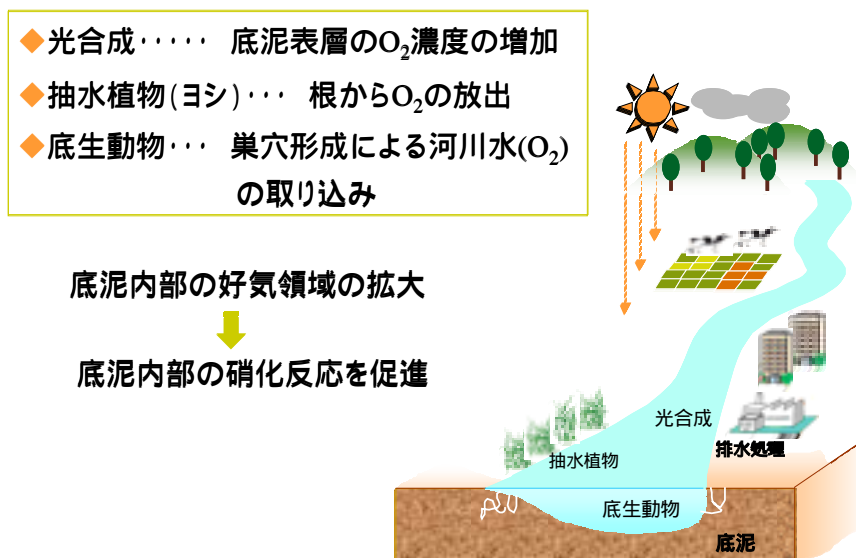 ◆光合成‥‥‥ 底泥表層のO₂濃度の増加
◆抽水植物(ヨシ)‥‥ 根からO₂の放出
◆底生動物‥‥ 巣穴形成による河川水(O₂)
の取り込み
底泥内部の好気領域の拡大
底泥内部の硝化反応を促進
光合成
排水処理
抽水植物
底生動物
底泥